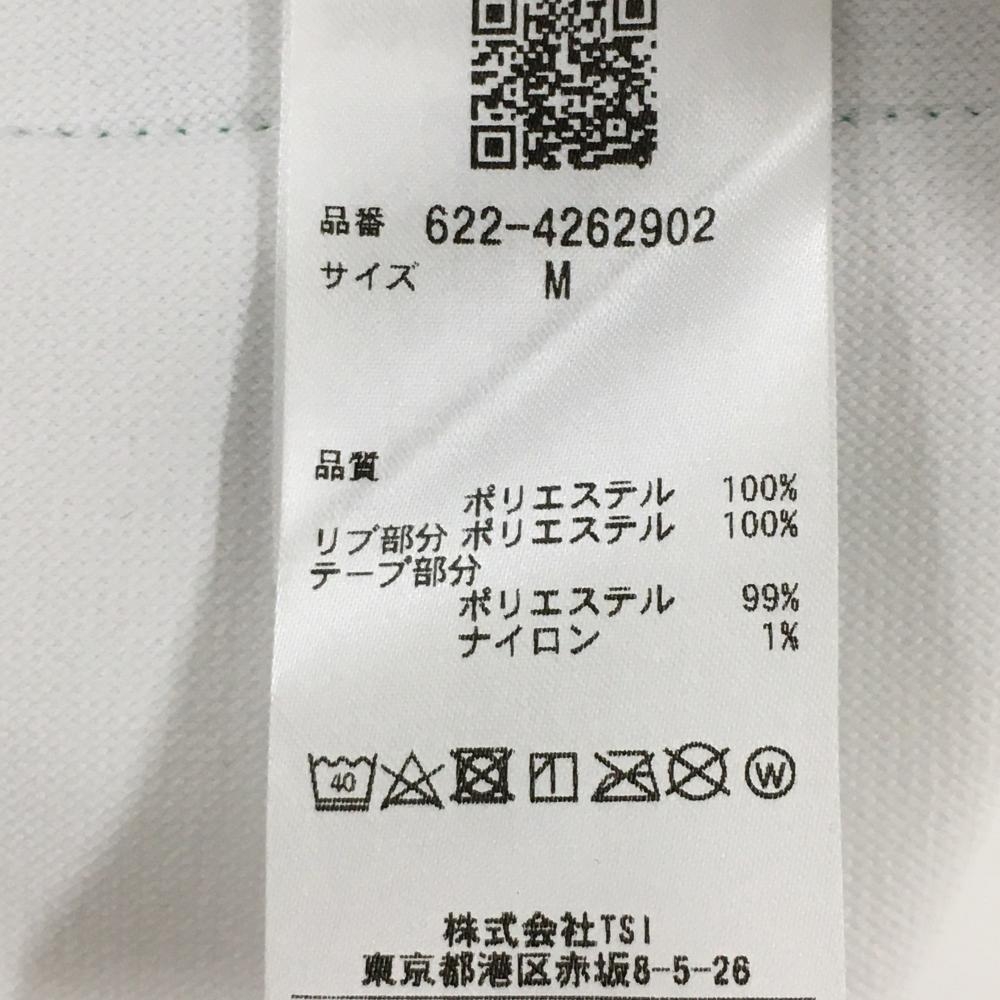 品番 622-4262902
サイズ M
品質
ポリエステル 100%
リブ部分 ポリエステル 100%
テープ部分
ポリエステル 99%
ナイロン 1%
40 W
株式会社TSI
東京都港区赤坂8-5-26